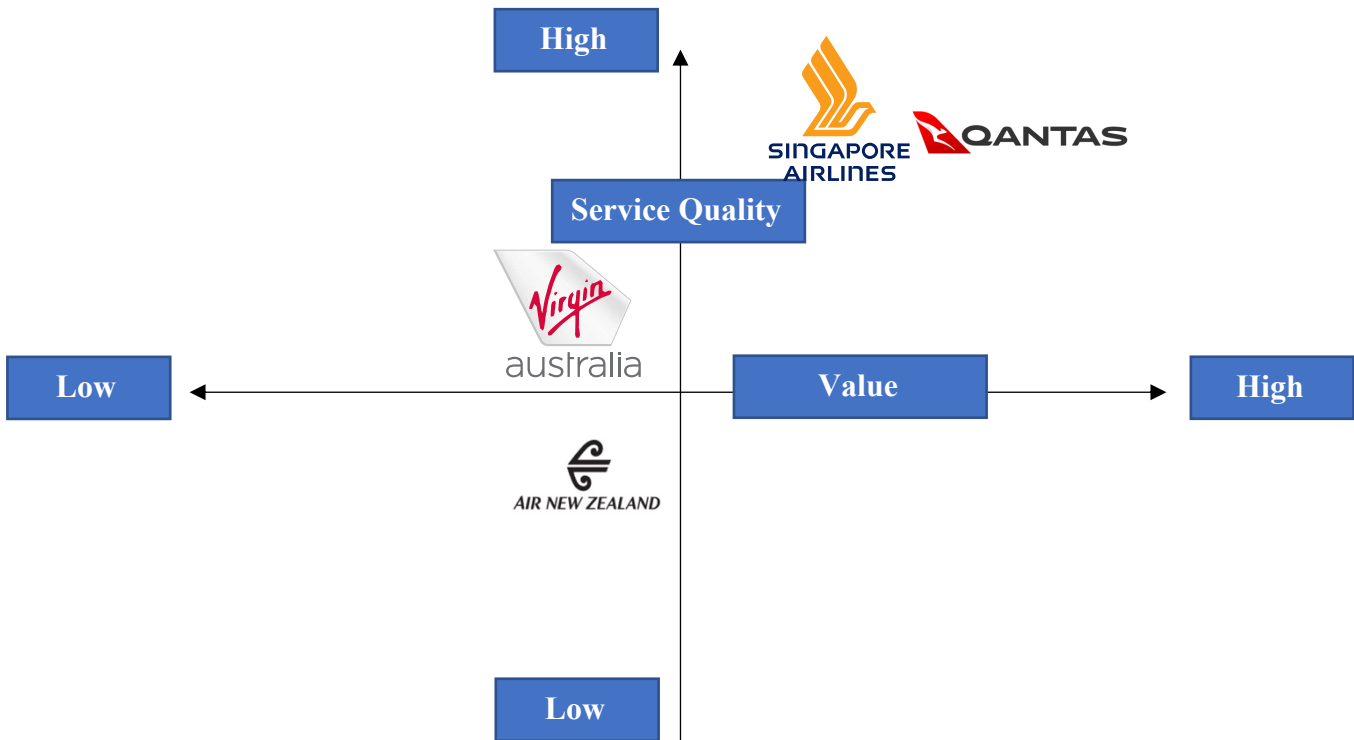 High
SINGAPORE
AIRLINES
QANTAS
Service Quality
Virgin
australia
Low
Value
High
AIR NEW ZEALAND
Low